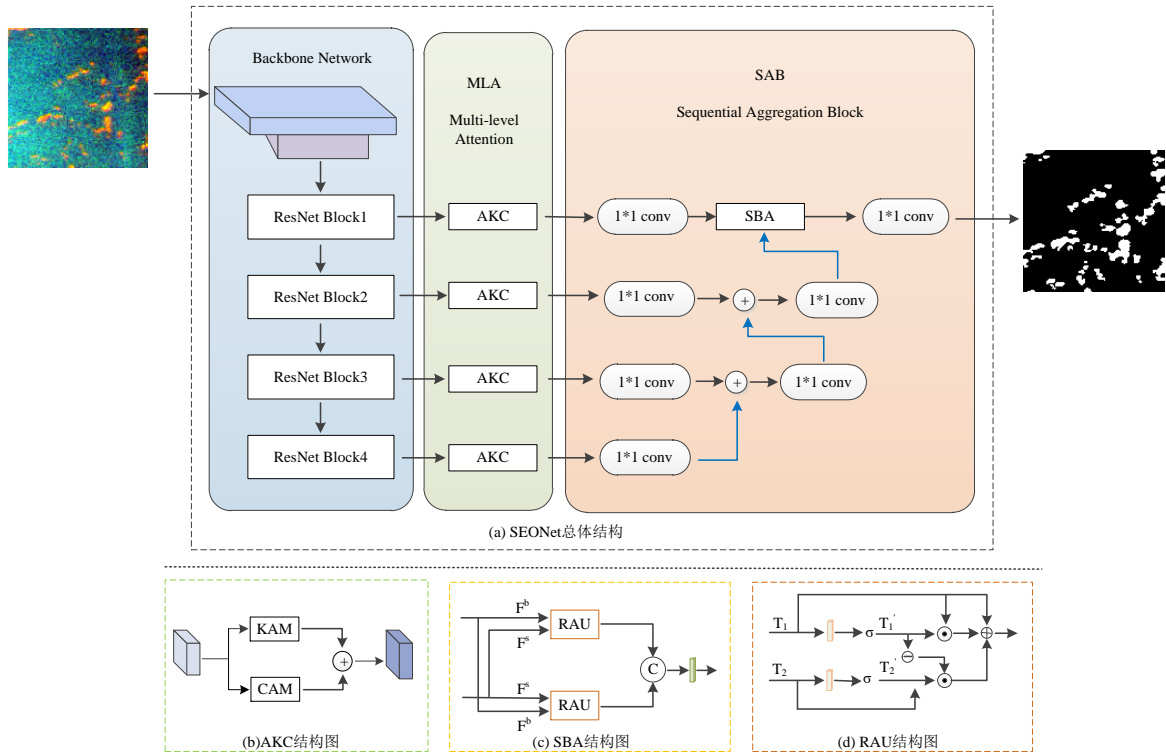 Backbone Network
MLA
Multi-level
Attention
SAB
Sequential Aggregation Block
ResNet Block1
AKC
1*1 conv
SBA
1*1 conv
ResNet Block2
AKC
1*1 conv
+
1*1 conv
ResNet Block3
AKC
1*1 conv
+
1*1 conv
ResNet Block4
AKC
1*1 conv
(a) SEONet总体结构
KAM
+
CAM
(b)AKC结构图
F^b
RAU
F^s
C
F^s
RAU
F^b
(c) SBA结构图
T₁
σ
T₁'
T₂
σ
T₂'
(d) RAU结构图